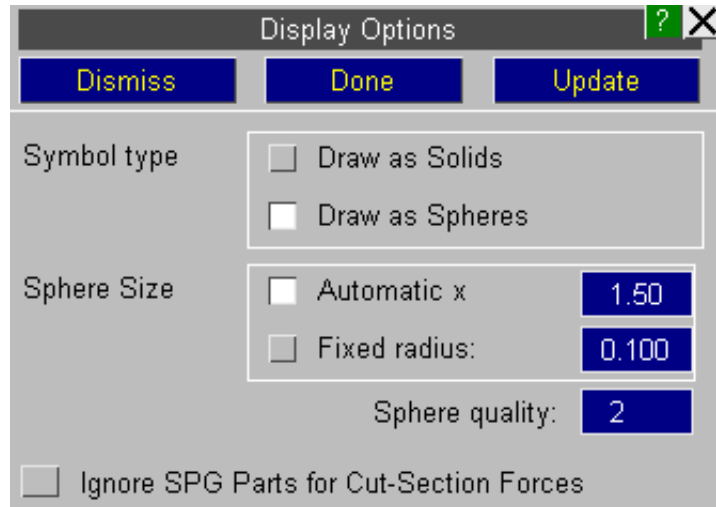 Display Options ? X
Dismiss Done Update
Symbol type Draw as Solids
Draw as Spheres
Sphere Size Automatic x 1.50
Fixed radius: 0.100
Sphere quality: 2
Ignore SPG Parts for Cut-Section Forces